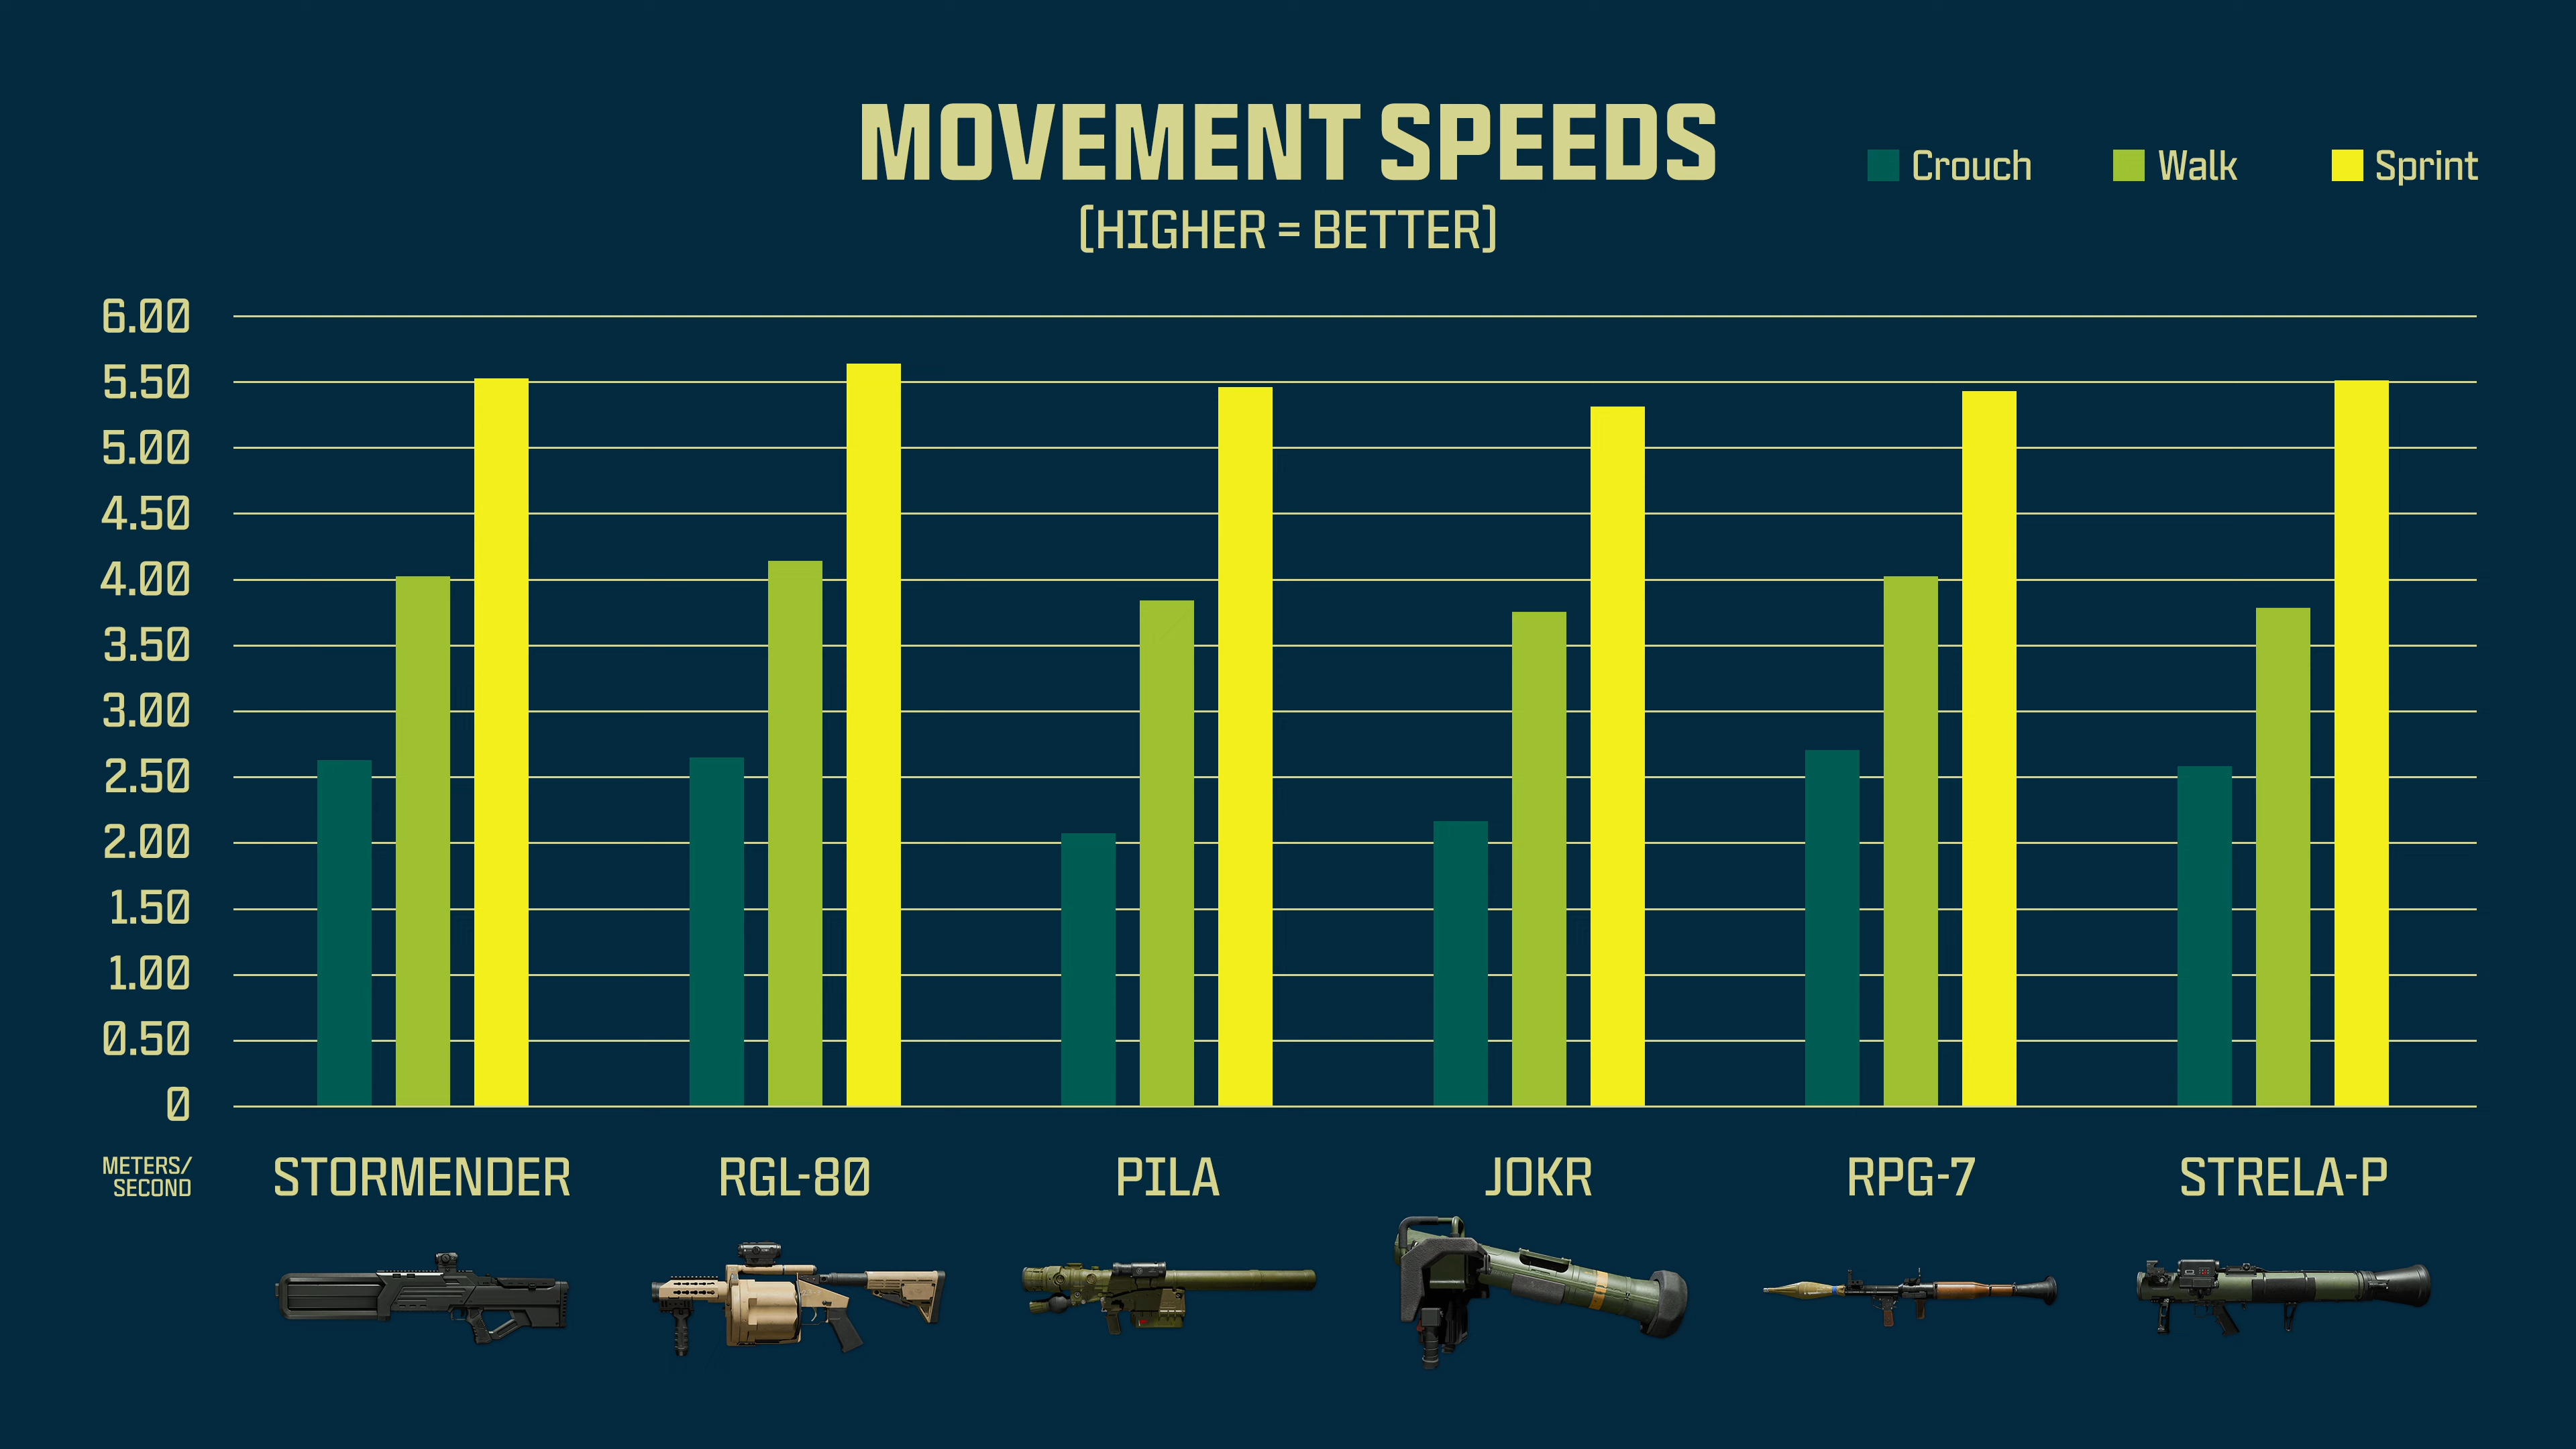 MOVEMENT SPEEDS
(HIGHER = BETTER)
Crouch Walk Sprint
6.00
5.50
5.00
4.50
4.00
3.50
3.00
2.50
2.00
1.50
1.00
0.50
0
METERS/
SECOND
STORMENDER RGL-80 PILA JOKR RPG-7 STRELA-P